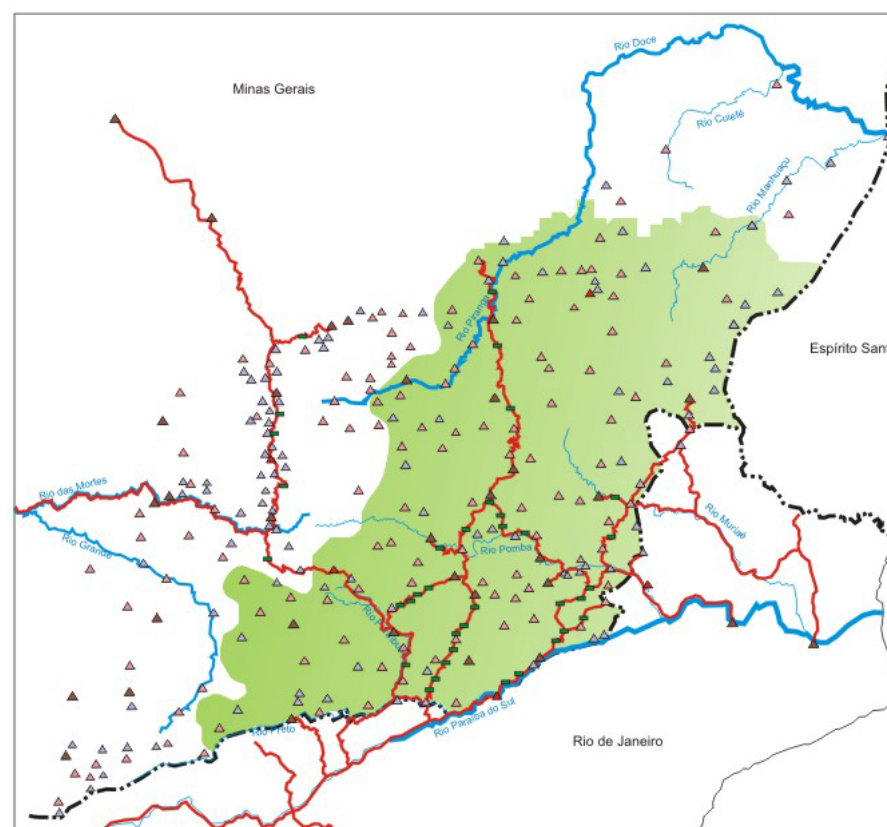 Rio Doce
Minas Gerais
Rio Cuieté
Rio Manhuaçu
Rio Piranga
Espírito Sant
Rio das Mortes
Rio Muriaé
Rio Grande
Rio Pomba
Rio Preto
Rio Paraíba do Sul
Rio de Janeiro